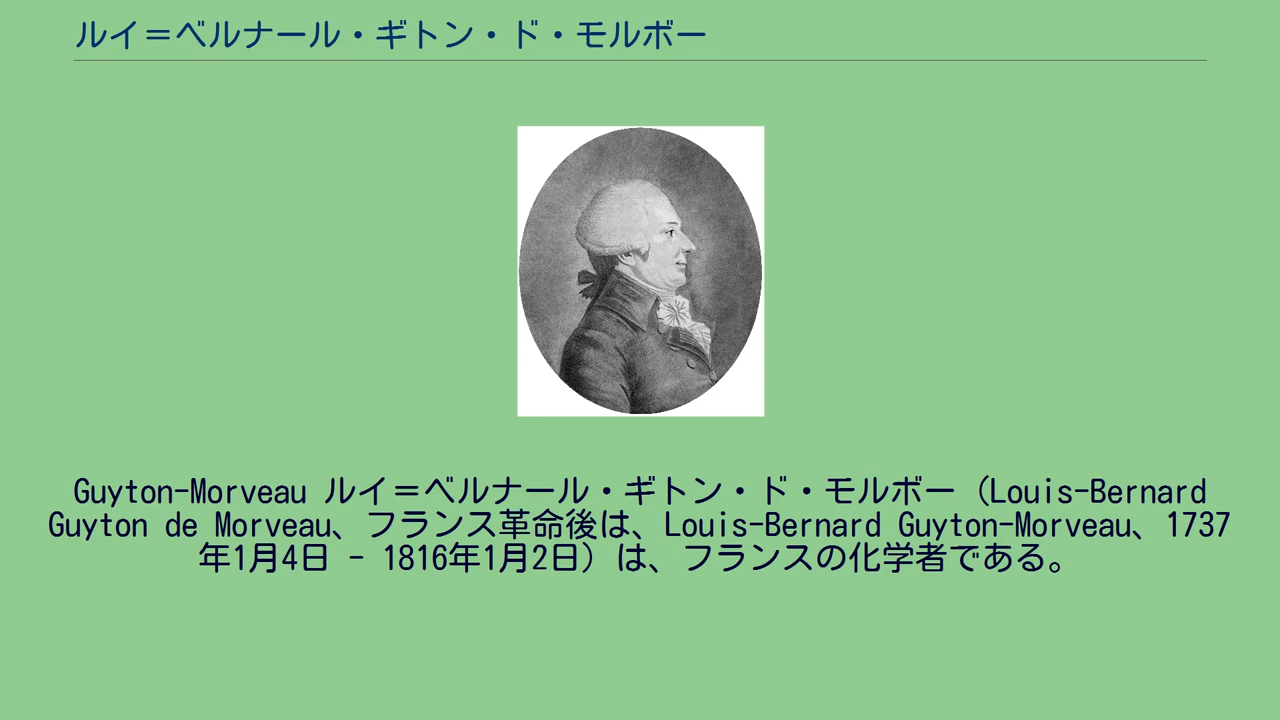 ルイ＝ベルナール・ギトン・ド・モルボー
Guyton-Morveau ルイ＝ベルナール・ギトン・ド・モルボー（Louis-Bernard
Guyton de Morveau、フランス革命後は、Louis-Bernard Guyton-Morveau、1737
年1月4日 - 1816年1月2日）は、フランスの化学者である。